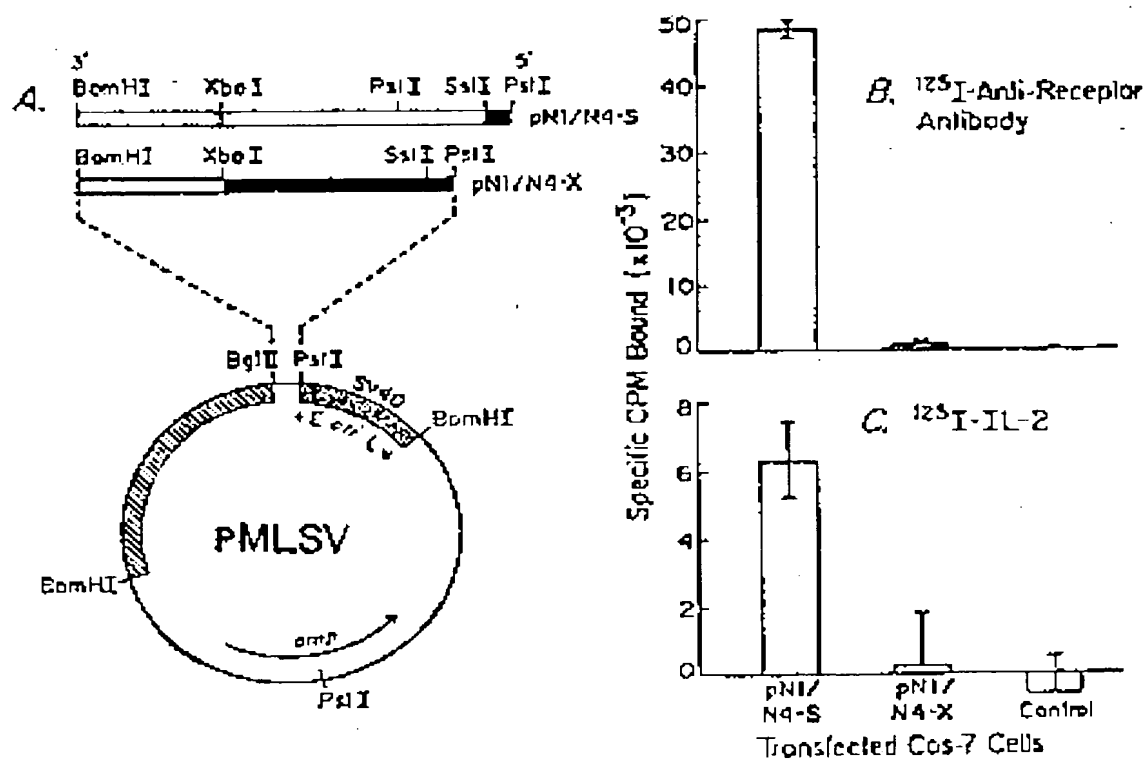 A.
3' 5'
BamHI XbaI PstI SstI PstI
pN1/N4-S
BamHI XbaI SstI PstI
pN1/N4-X
BglII PstI
SV40
BamHI
pMLSV
BamHI
PstI
Specific CPM Bound (x10⁻³)
50
40
30
20
10
0
B. ¹²⁵I-Anti-Receptor
Antibody
8
6
4
2
0
C. ¹²⁵I-IL-2
pN1/
N4-S
pN1/
N4-X
Control
Transfected Cos-7 Cells